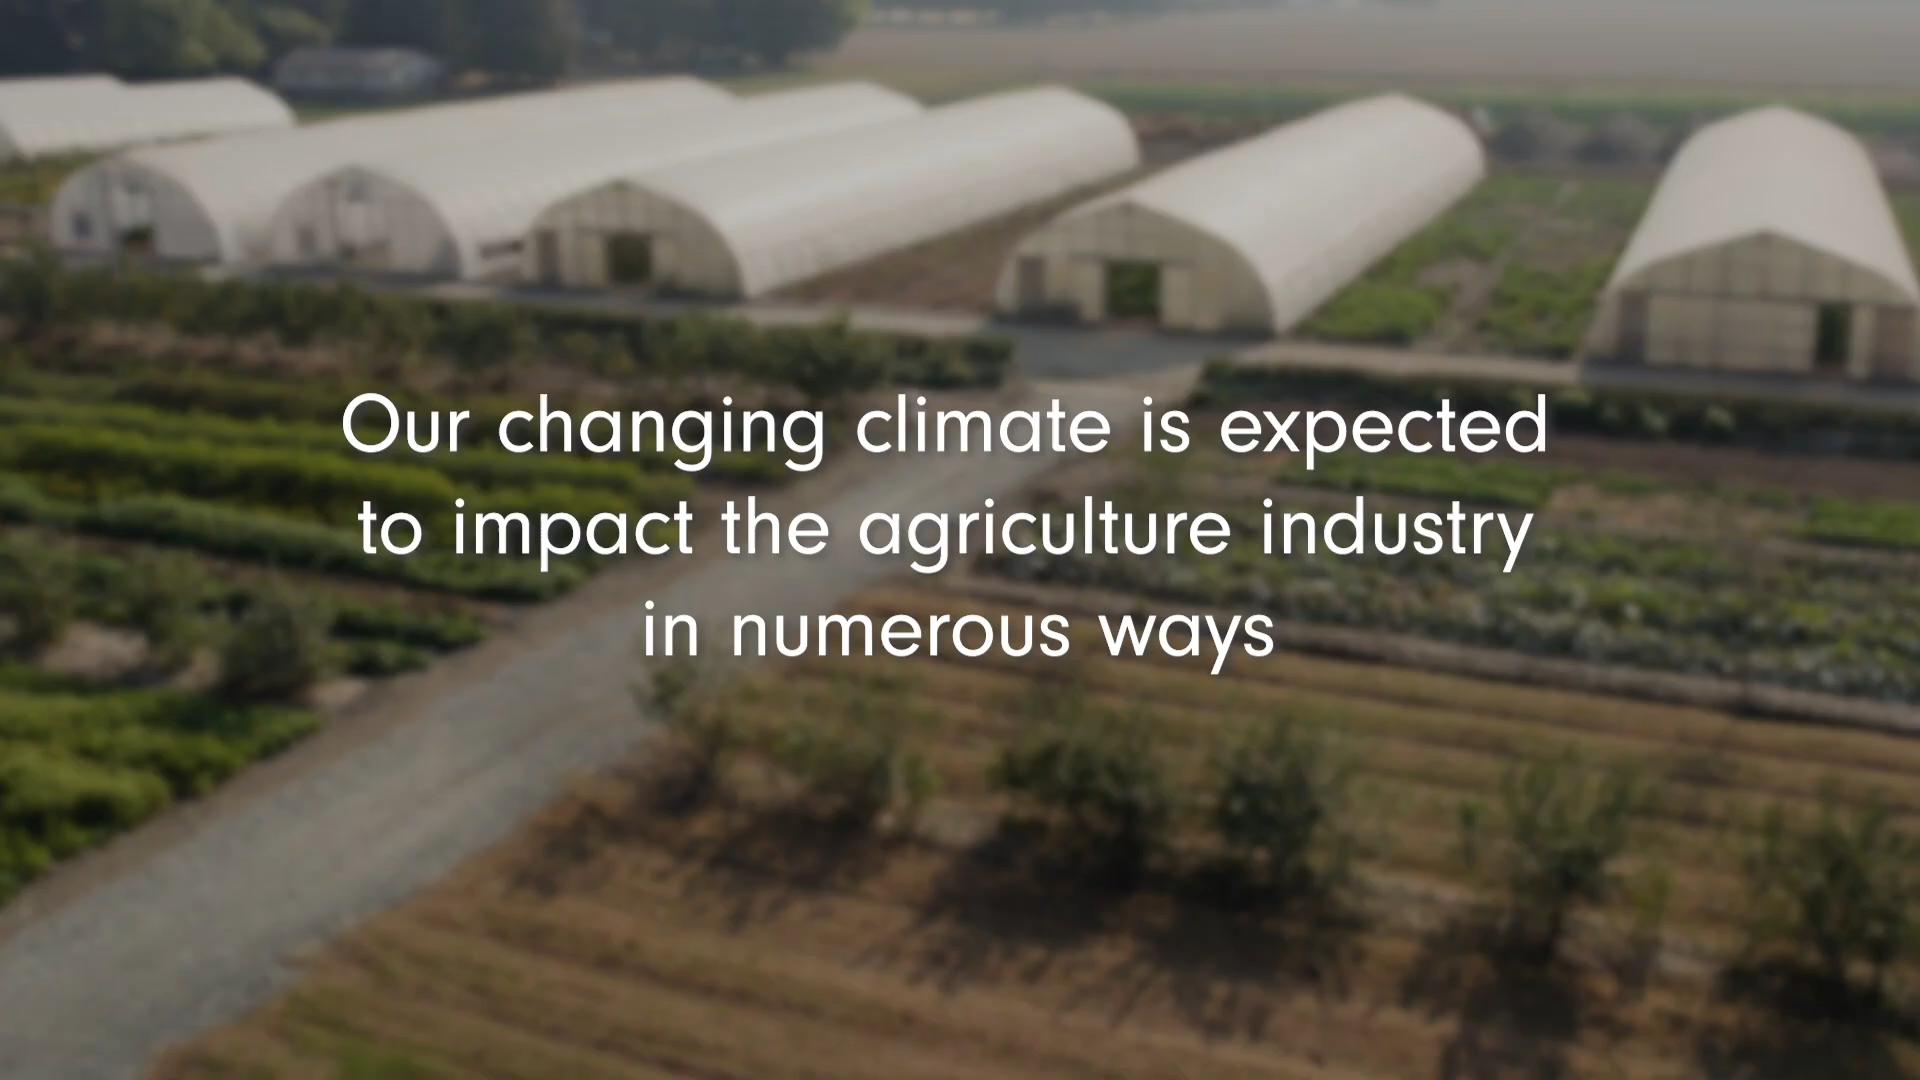 Our changing climate is expected
to impact the agriculture industry
in numerous ways